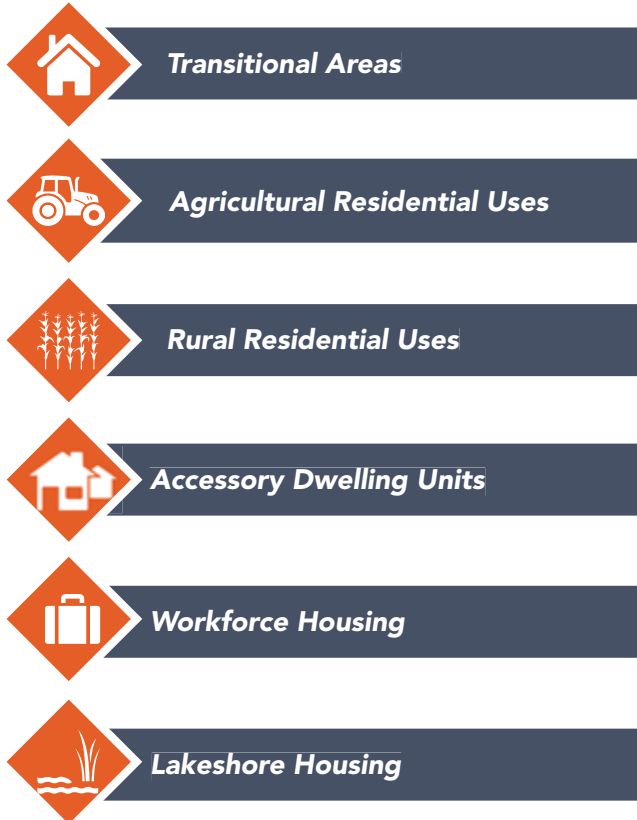 Transitional Areas
Agricultural Residential Uses
Rural Residential Uses
Accessory Dwelling Units
Workforce Housing
Lakeshore Housing